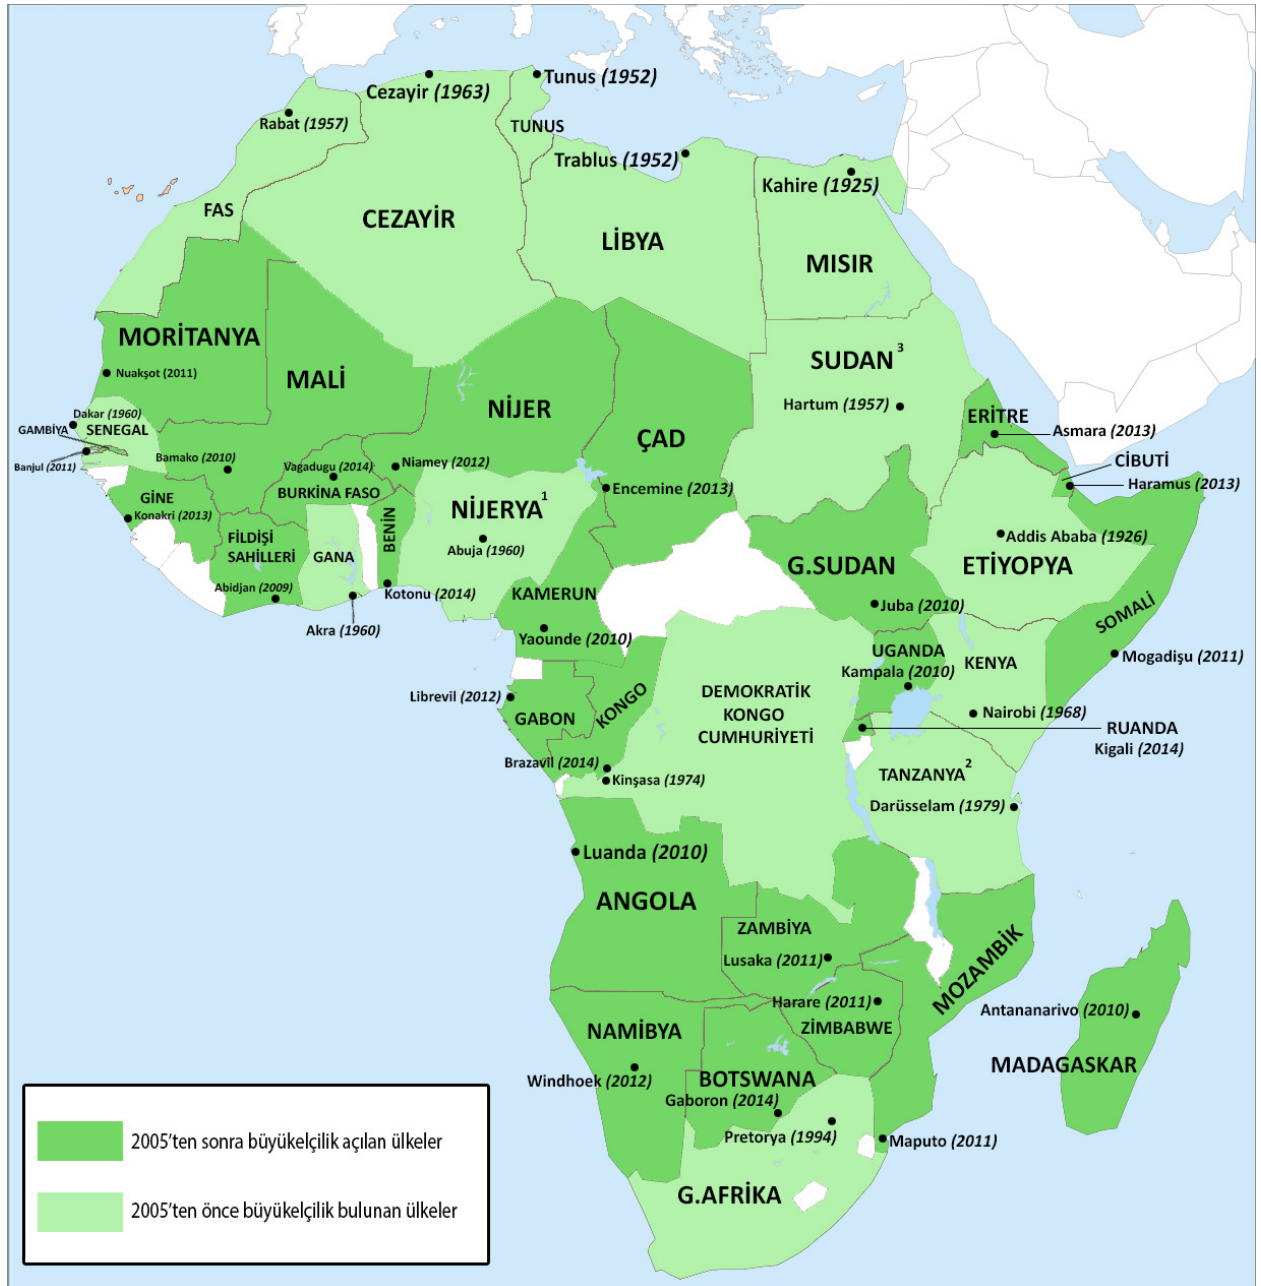 Cezayir (1963)
Tunus (1952)
Rabat (1957)
TUNUS
Trablus (1952)
Kahire (1925)
FAS
CEZAYİR
LİBYA
MISIR
MORİTANYA
MALİ
Nuakşot (2011)
NİJER
ÇAD
SUDAN 3
Hartum (1957)
ERİTRE
Asmara (2013)
Dakar (1960)
SENEGAL
GAMBİYA
Banjul (2011)
Bamako (2010)
Vagadugu (2014)
BURKİNA FASO
Niamey (2012)
CİBUTİ
Haramus (2013)
Encemine (2013)
GİNE
Konakri (2013)
FİLDİŞİ
SAHİLLERİ
Abidjan (2009)
GANA
BENİN
NİJERYA 1
Abuja (1960)
Addis Ababa (1926)
ETİYOPYA
G.SUDAN
Juba (2010)
Kotonu (2014)
Akra (1960)
KAMERUN
Yaounde (2010)
SOMALİ
Mogadişu (2011)
UGANDA
Kampala (2010)
KENYA
Nairobi (1968)
Librevil (2012)
GABON
KONGO
DEMOKRATİK
KONGO
CUMHURİYETİ
RUANDA
Kigali (2014)
Brazavil (2014)
Kinşasa (1974)
TANZANYA 2
Darüsselam (1979)
Luanda (2010)
ANGOLA
ZAMBİYA
Lusaka (2011)
MOZAMBİK
Harare (2011)
ZİMBABWE
Antananarivo (2010)
MADAGASKAR
NAMİBYA
Windhoek (2012)
BOTSWANA
Gaboron (2014)
Pretorya (1994)
Maputo (2011)
G.AFRİKA
2005'ten sonra büyükelçilik açılan ülkeler
2005'ten önce büyükelçilik bulunan ülkeler